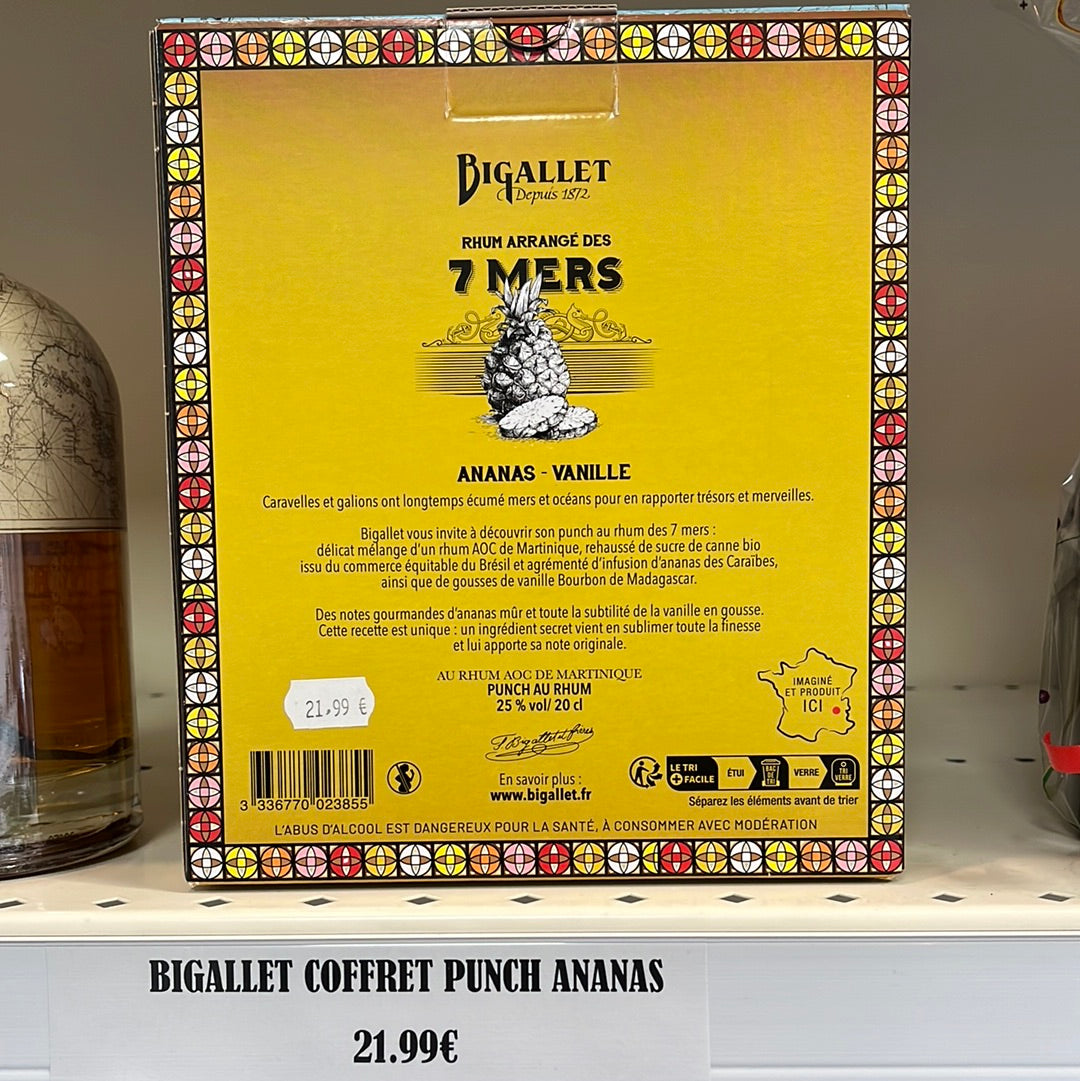 BIGALLET
Depuis 1872
RHUM ARRANGÉ DES
7 MERS
ANANAS - VANILLE
Caravelles et galions ont longtemps écumé mers et océans pour en rapporter trésors et merveilles.
Bigallet vous invite à découvrir son punch au rhum des 7 mers :
délicat mélange d'un rhum AOC de Martinique, rehaussé de sucre de canne bio
issu du commerce équitable du Brésil et agrémenté d'infusion d'ananas des Caraïbes,
ainsi que de gousses de vanille Bourbon de Madagascar.
Des notes gourmandes d'ananas mûr et toute la subtilité de la vanille en gousse.
Cette recette est unique : un ingrédient secret vient en sublimer toute la finesse
et lui apporte sa note originale.
AU RHUM AOC DE MARTINIQUE
PUNCH AU RHUM
25 % vol/ 20 cl
F. Bigallet et frères
En savoir plus :
www.bigallet.fr
21,99 €
3 336770 023855
IMAGINÉ
ET PRODUIT
ICI
LE TRI
+ FACILE
ÉTUI
BAC
DE
TRI
VERRE
TRI
VERRE
Séparez les éléments avant de trier
L'ABUS D'ALCOOL EST DANGEREUX POUR LA SANTÉ, À CONSOMMER AVEC MODÉRATION
BIGALLET COFFRET PUNCH ANANAS
21.99€